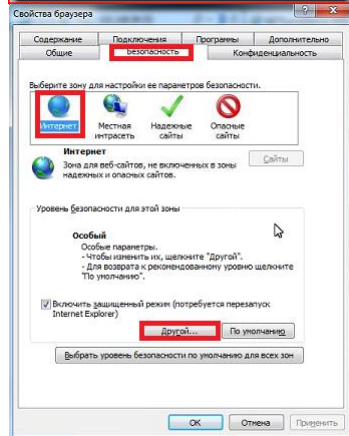 Свойства браузера
Содержание Подключения Программы Дополнительно
Общие Безопасность Конфиденциальность
Выберите зону для настройки ее параметров безопасности.
Интернет Местная интрасеть Надежные сайты Опасные сайты
Интернет
Зона для веб-сайтов, не включенных в зоны надежных и опасных сайтов.
Сайты
Уровень безопасности для этой зоны
Особый
Особые параметры.
- Чтобы изменить их, щелкните "Другой".
- Для возврата к рекомендованному уровню щелкните "По умолчанию".
Включить защищенный режим (потребуется перезапуск Internet Explorer)
Другой... По умолчанию
Выбрать уровень безопасности по умолчанию для всех зон
ОК Отмена Применить